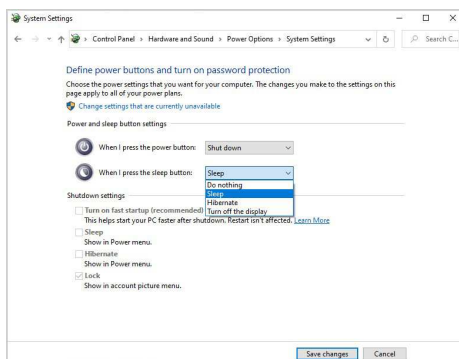 System Settings
Control Panel > Hardware and Sound > Power Options > System Settings
Search C...
Define power buttons and turn on password protection
Choose the power settings that you want for your computer. The changes you make to the settings on this
page apply to all of your power plans.
Change settings that are currently unavailable
Power and sleep button settings
When I press the power button: Shut down
When I press the sleep button: Sleep
Do nothing
Sleep
Hibernate
Turn off the display
Shutdown settings
Turn on fast startup (recommended)
This helps start your PC faster after shutdown. Restart isn't affected. Learn More
Sleep
Show in Power menu.
Hibernate
Show in Power menu.
Lock
Show in account picture menu.
Save changes Cancel